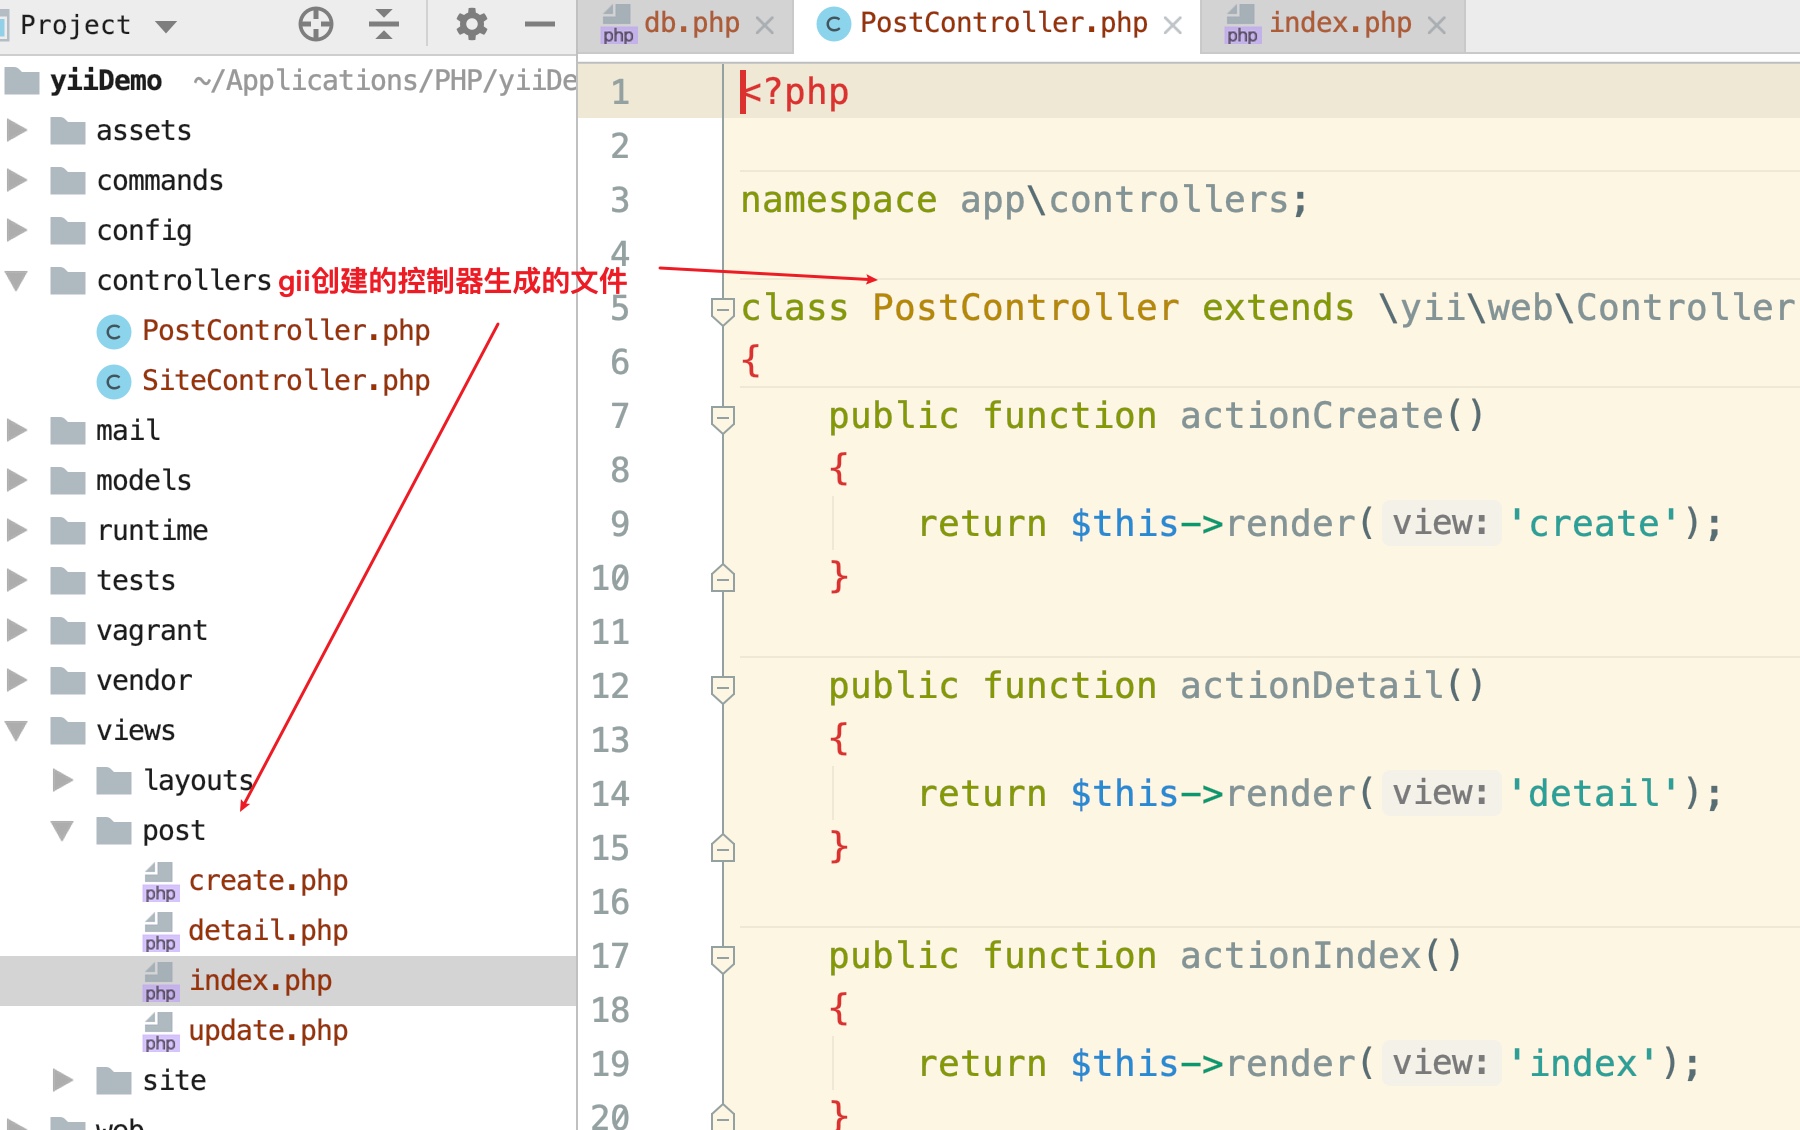 Project
yiiDemo ~/Applications/PHP/yiiDe
assets
commands
config
controllers gii创建的控制器生成的文件
C PostController.php
C SiteController.php
mail
models
runtime
tests
vagrant
vendor
views
layouts
post
php create.php
php detail.php
php index.php
php update.php
site
web
php db.php
C PostController.php
php index.php
1 <?php
2
3 namespace app\controllers;
4
5 class PostController extends \yii\web\Controller
6 {
7 public function actionCreate()
8 {
9 return $this->render( view: 'create');
10 }
11
12 public function actionDetail()
13 {
14 return $this->render( view: 'detail');
15 }
16
17 public function actionIndex()
18 {
19 return $this->render( view: 'index');
20 }